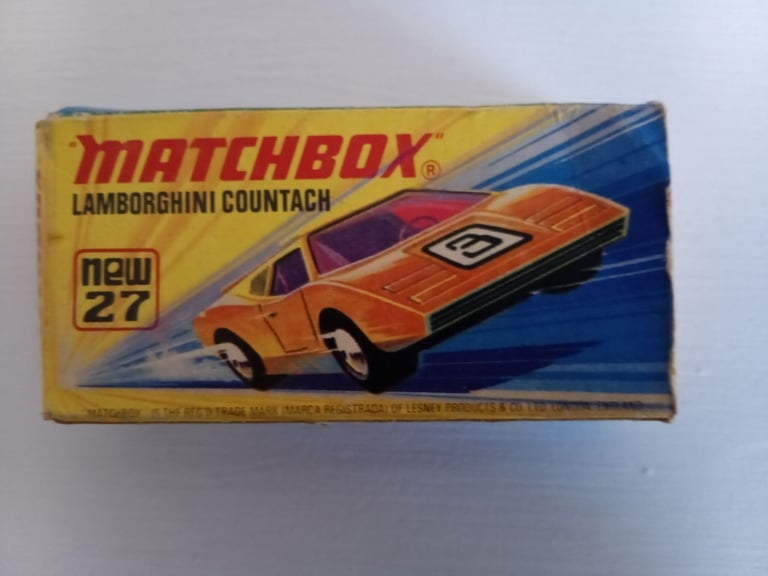 "MATCHBOX"®
LAMBORGHINI COUNTACH
new
27
3
MATCHBOX IS THE REG'D TRADE MARK (MARCA REGISTRADA) OF LESNEY PRODUCTS & CO. LTD. LONDON, ENGLAND